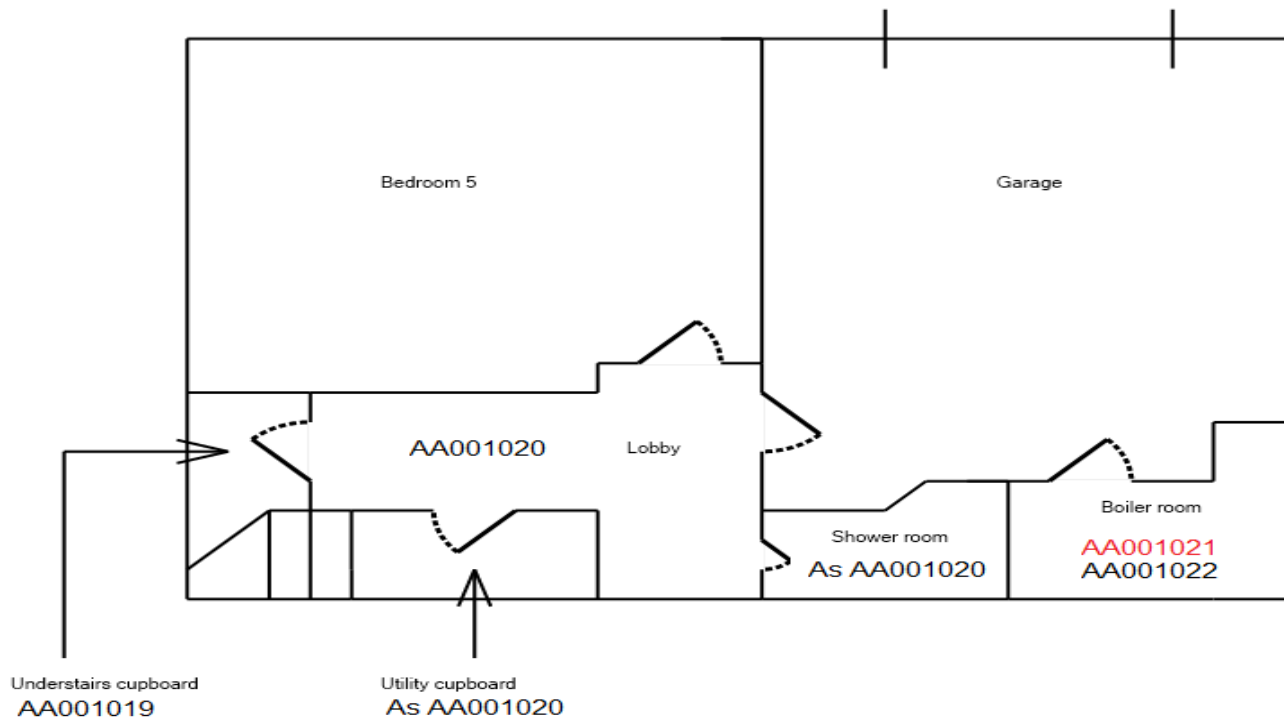 Bedroom 5
Garage
AA001020
Lobby
Boiler room
AA001021
AA001022
Shower room
As AA001020
Understairs cupboard
AA001019
Utility cupboard
As AA001020